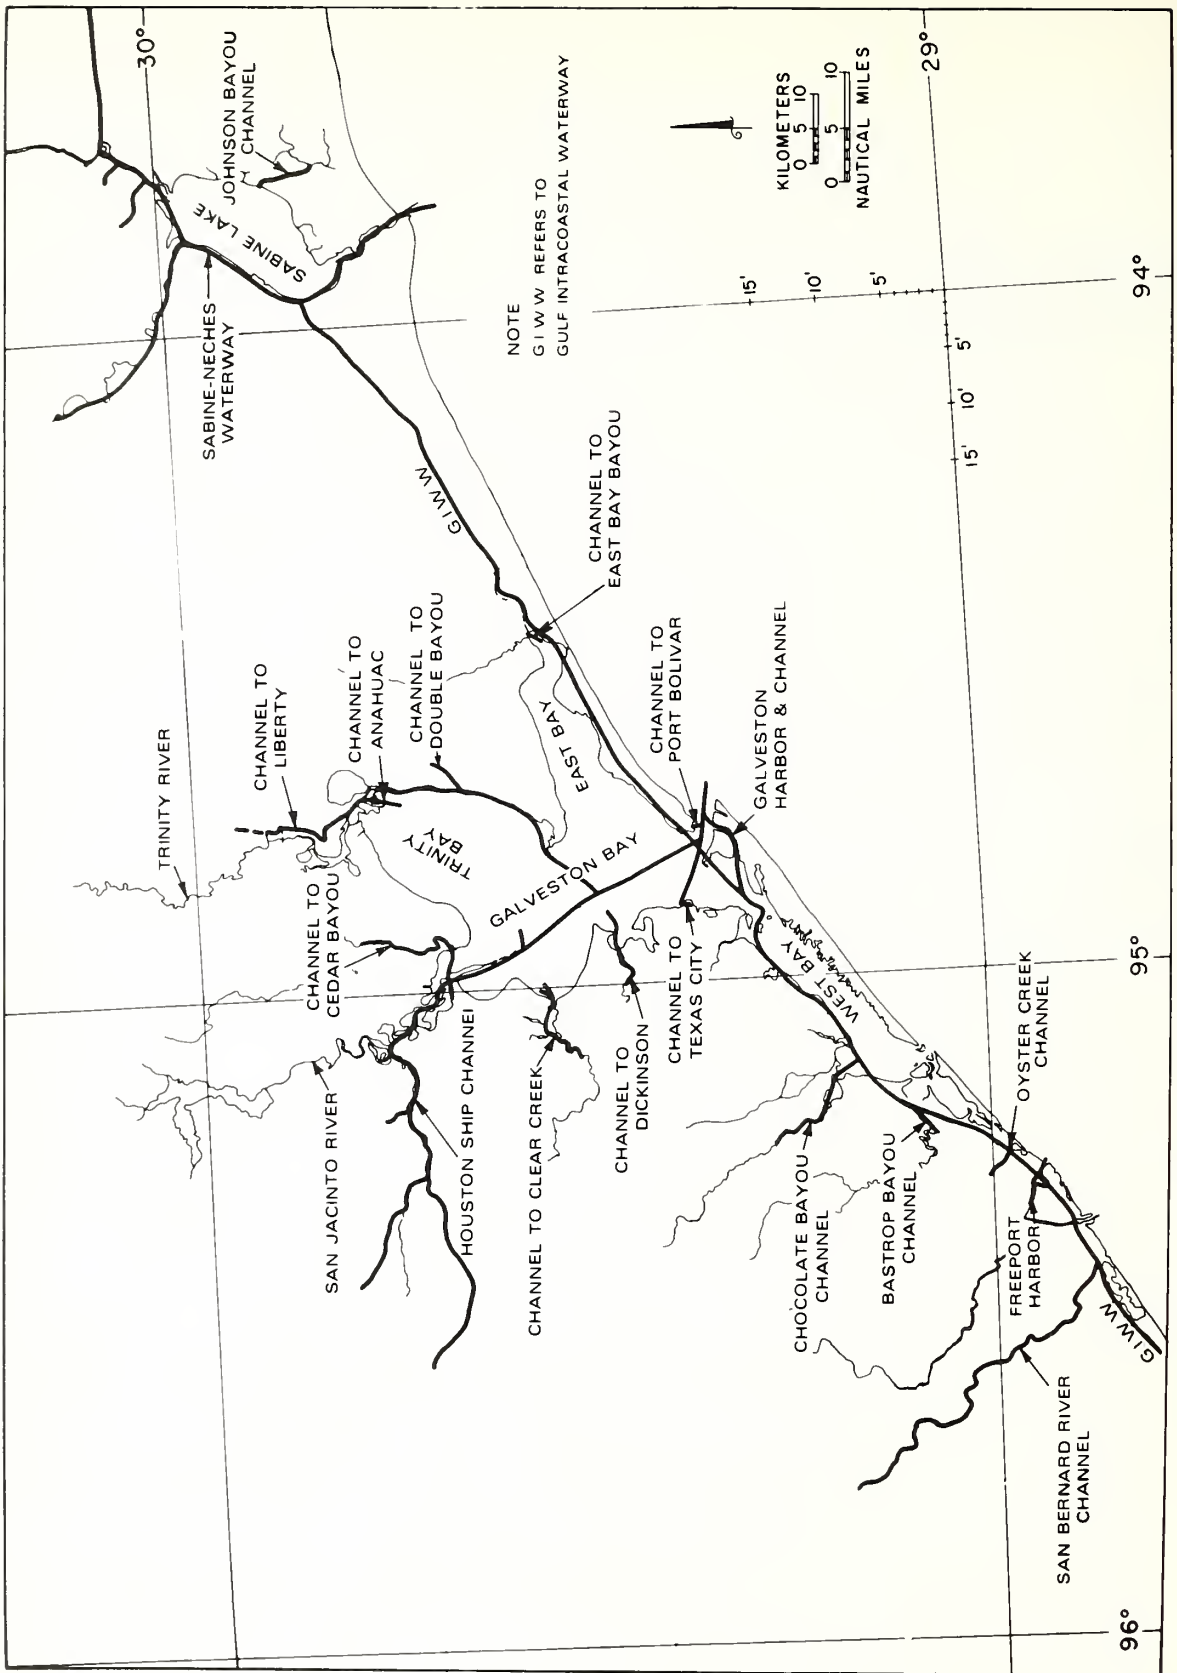 30°
29°
94°
95°
96°
JOHNSON BAYOU
CHANNEL
SABINE LAKE
SABINE-NECHES
WATERWAY
KILOMETERS
0 5 10
0 5 10
NAUTICAL MILES
NOTE
G I W W REFERS TO
GULF INTRACOASTAL WATERWAY
15'
10'
5'
5'
10'
15'
GIWW
CHANNEL TO
EAST BAY BAYOU
TRINITY RIVER
CHANNEL TO
LIBERTY
CHANNEL TO
ANAHUAC
CHANNEL TO
DOUBLE BAYOU
EAST BAY
CHANNEL TO
PORT BOLIVAR
GALVESTON
HARBOR & CHANNEL
TRINITY
BAY
GALVESTON BAY
CHANNEL TO
CEDAR BAYOU
CHANNEL TO
TEXAS CITY
WEST BAY
SAN JACINTO RIVER
HOUSTON SHIP CHANNEL
CHANNEL TO CLEAR CREEK
CHANNEL TO
DICKINSON
OYSTER CREEK
CHANNEL
CHOCOLATE BAYOU
CHANNEL
BASTROP BAYOU
CHANNEL
FREEPORT
HARBOR
GIWW
SAN BERNARD RIVER
CHANNEL